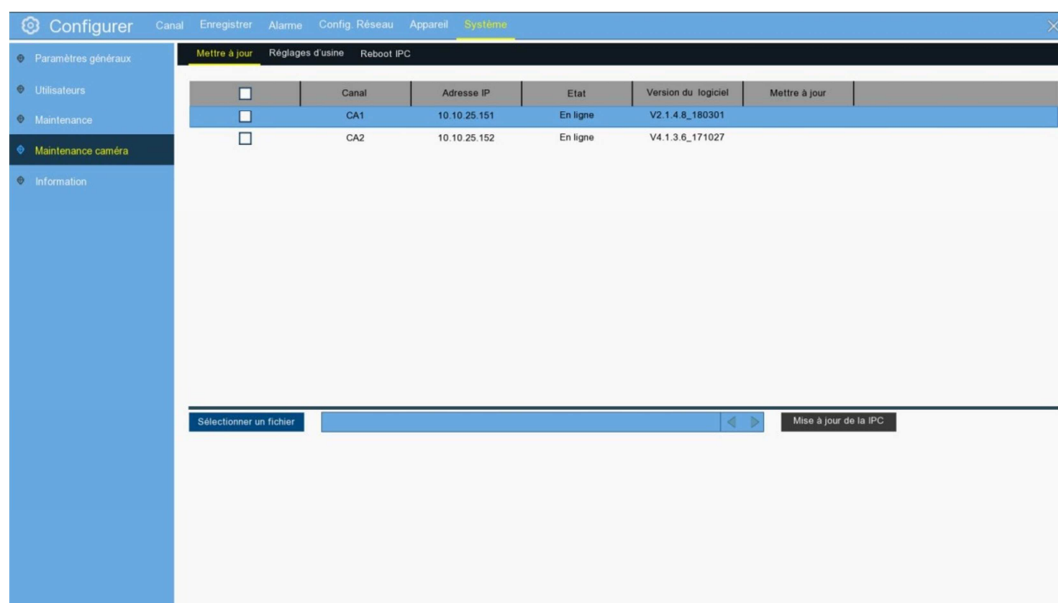 Configurer Canal Enregistrer Alarme Config. Réseau Appareil Système
Paramètres généraux
Utilisateurs
Maintenance
Maintenance caméra
Information
Mettre à jour Réglages d'usine Reboot IPC
Canal Adresse IP Etat Version du logiciel Mettre à jour
CA1 10.10.25.151 En ligne V2.1.4.8_180301
CA2 10.10.25.152 En ligne V4.1.3.6_171027
Sélectionner un fichier Mise à jour de la IPC